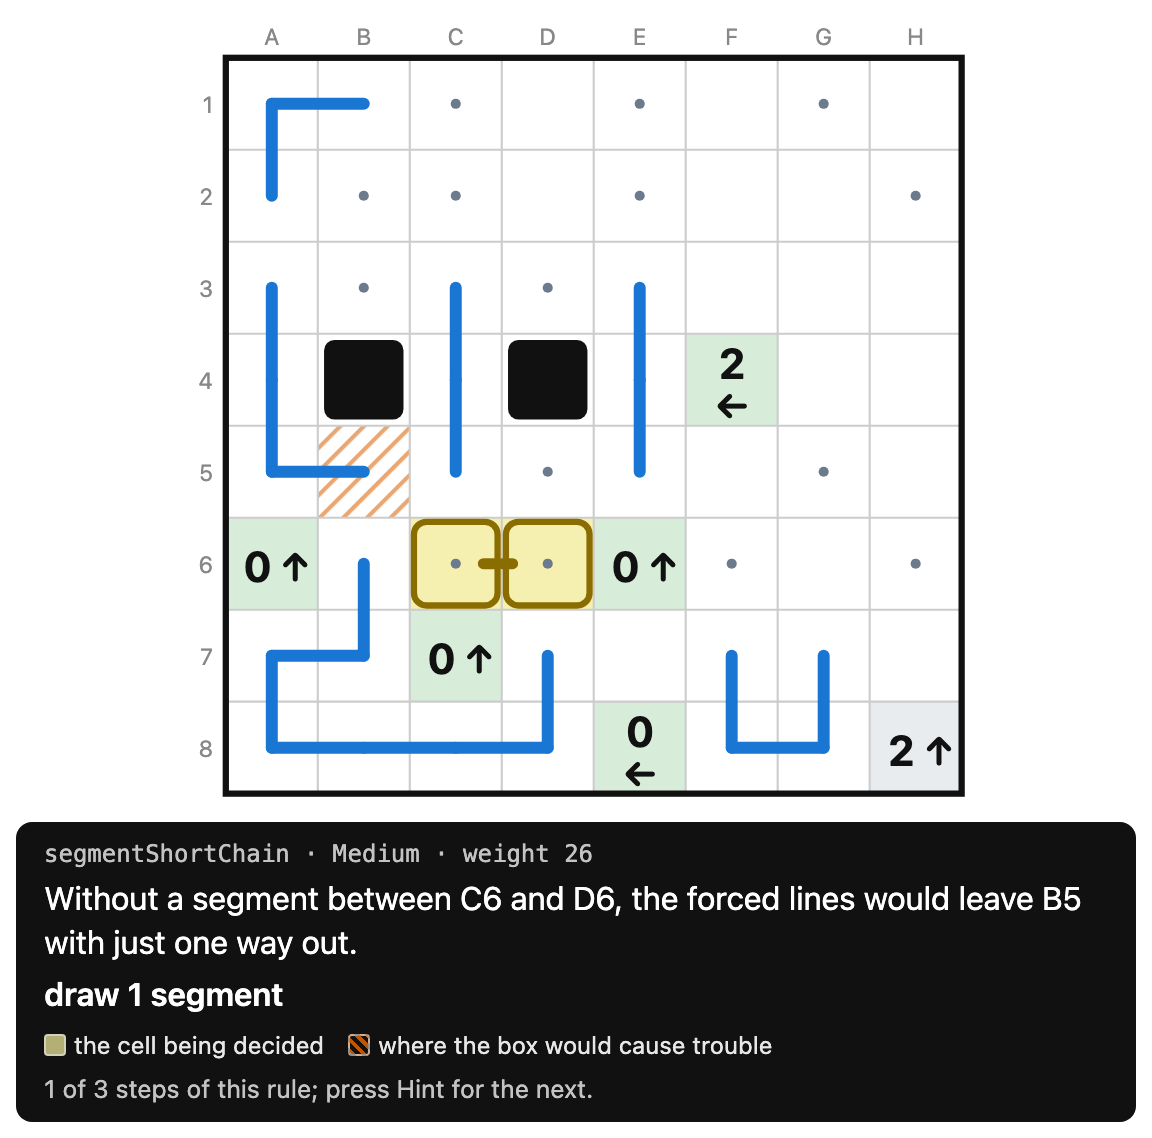 A B C D E F G H
1
2
3
4 2
←
5
6 0 ↑ 0 ↑
7 0 ↑
8 0 2 ↑
←
segmentShortChain · Medium · weight 26
Without a segment between C6 and D6, the forced lines would leave B5
with just one way out.
draw 1 segment
the cell being decided where the box would cause trouble
1 of 3 steps of this rule; press Hint for the next.